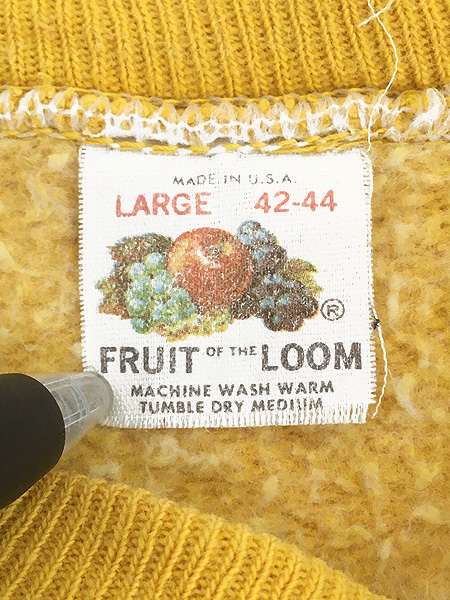 MADE IN U.S.A.
LARGE 42-44
®
FRUIT OF THE LOOM
MACHINE WASH WARM
TUMBLE DRY MEDIUM